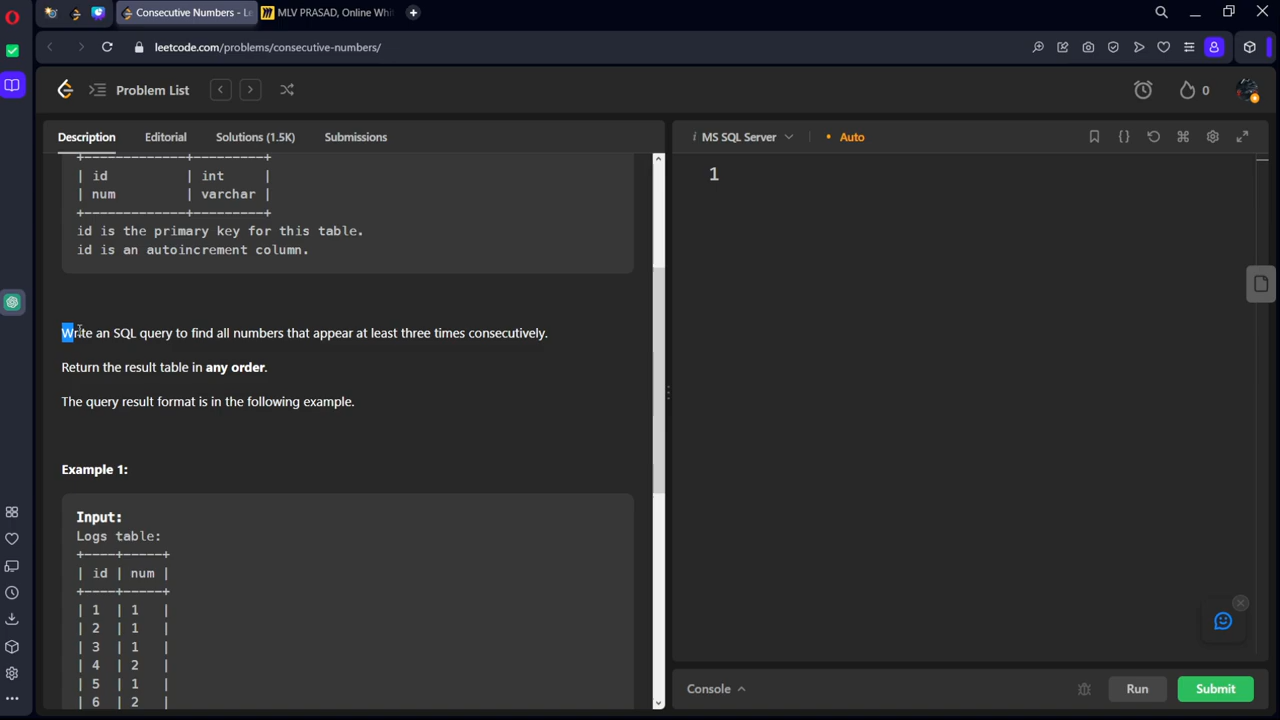 Consecutive Numbers - Le
MLV PRASAD, Online Whit
leetcode.com/problems/consecutive-numbers/
Problem List
0
Description
Editorial
Solutions (1.5K)
Submissions
MS SQL Server
Auto
+-------------+---------+
| id | int |
| num | varchar |
+-------------+---------+
id is the primary key for this table.
id is an autoincrement column.
Write an SQL query to find all numbers that appear at least three times consecutively.
Return the result table in any order.
The query result format is in the following example.
Example 1:
Input:
Logs table:
+----+-----+
| id | num |
+----+-----+
| 1 | 1 |
| 2 | 1 |
| 3 | 1 |
| 4 | 2 |
| 5 | 1 |
| 6 | 2 |
1
Console
Run
Submit